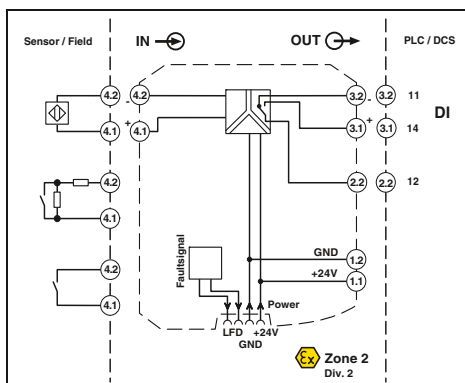 Sensor / Field IN OUT PLC / DCS
4.2 - 4.2 3.2 - 3.2 11
DI
4.1 + 4.1 3.1 + 3.1 14
4.2 2.2 2.2 12
4.1
GND 1.2
4.2 Faultsignal +24V 1.1
4.1 Power
LFD +24V
GND
Ex Zone 2
Div. 2